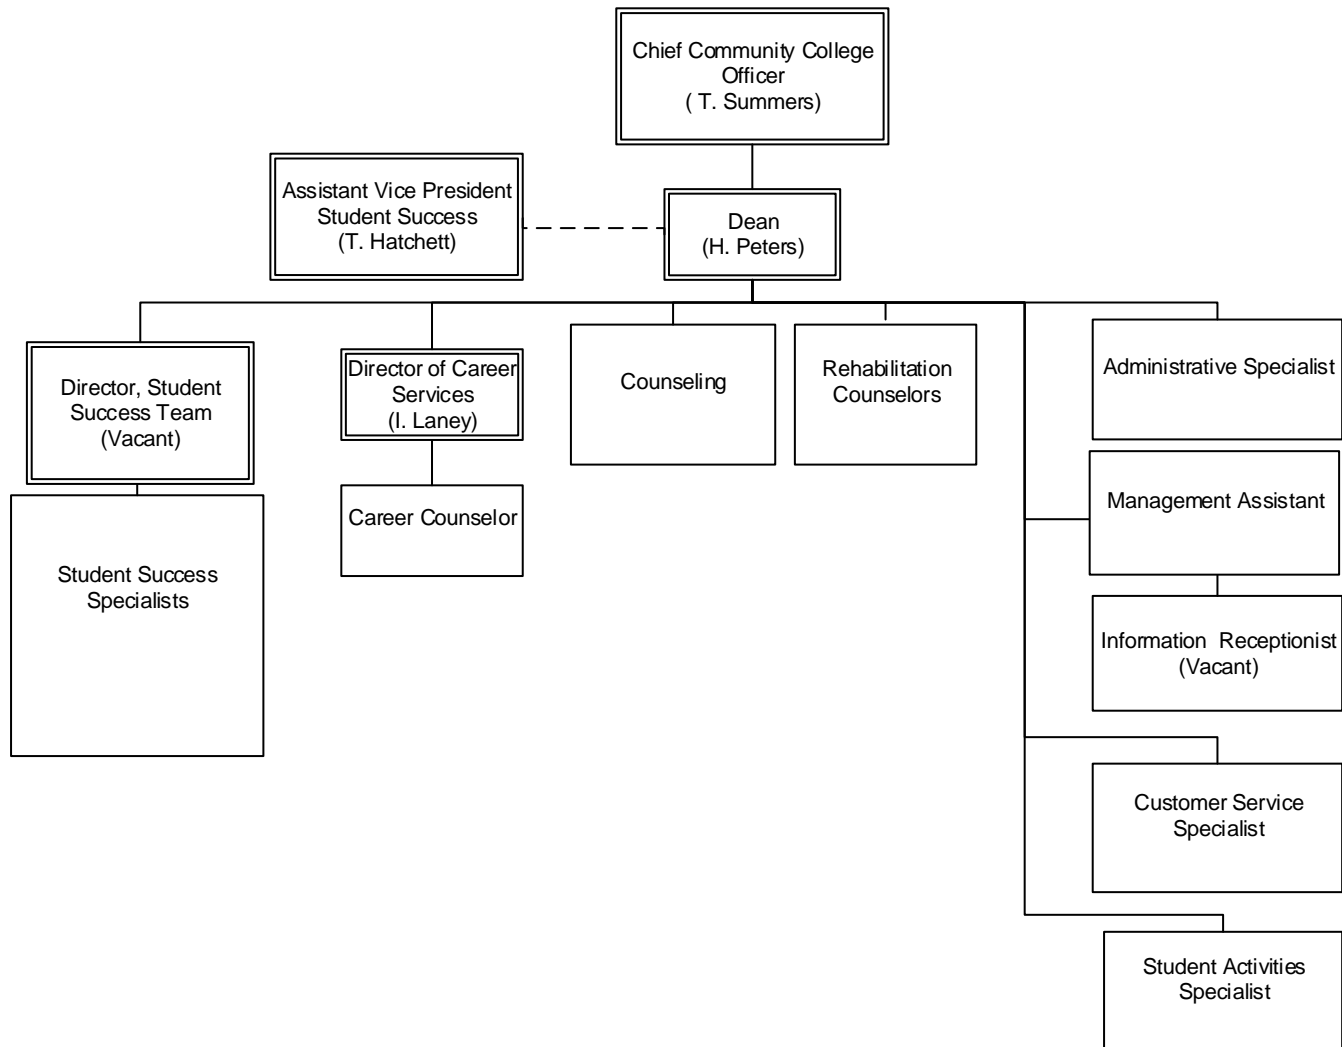 Chief Community College
Officer
( T. Summers)
Assistant Vice President
Student Success
(T. Hatchett)
Dean
(H. Peters)
Director, Student
Success Team
(Vacant)
Director of Career
Services
(I. Laney)
Counseling
Rehabilitation
Counselors
Administrative Specialist
Student Success
Specialists
Career Counselor
Management Assistant
Information Receptionist
(Vacant)
Customer Service
Specialist
Student Activities
Specialist